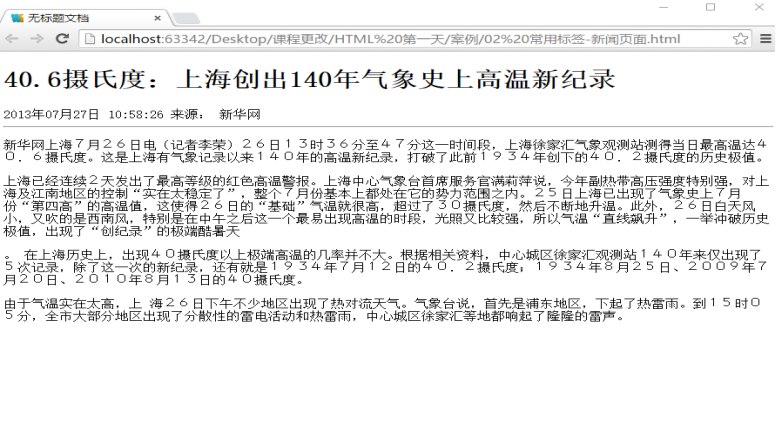 无标题文档
localhost:63342/Desktop/课程更改/HTML%20第一天/案例/02%20常用标签-新闻页面.html
40.6摄氏度：上海创出140年气象史上高温新纪录
2013年07月27日 10:58:26 来源： 新华网
新华网上海７月２６日电（记者李荣）２６日１３时３６分至４７分这一时间段，上海徐家汇气象观测站测得当日最高温达４
０．６摄氏度。这是上海有气象记录以来１４０年的高温新纪录，打破了此前１９３４年创下的４０．２摄氏度的历史极值。
上海已经连续２天发出了最高等级的红色高温警报。上海中心气象台首席服务官满莉萍说，今年副热带高压强度特别强，对上
海及江南地区的控制“实在太稳定了”，整个７月份基本上都处在它的势力范围之内。２５日上海已出现了气象史上７月
份“第四高”的高温值，这使得２６日的“基础”气温就很高，超过了３０摄氏度，然后不断地升温。此外，２６日白天风
小，又吹的是西南风，特别是在中午之后这一个最易出现高温的时段，光照又比较强，所以气温“直线飙升”，一举冲破历史
极值，出现了“创纪录”的极端酷暑天
。 在上海历史上，出现４０摄氏度以上极端高温的几率并不大。根据相关资料，中心城区徐家汇观测站１４０年来仅出现了
５次记录，除了这一次的新纪录，还有就是１９３４年７月１２日的４０．２摄氏度；１９３４年８月２５日、２００９年７
月２０日、２０１０年８月１３日的４０摄氏度。
由于气温实在太高，上 海２６日下午不少地区出现了热对流天气。气象台说，首先是浦东地区，下起了热雷雨。到１５时０
５分，全市大部分地区出现了分散性的雷电活动和热雷雨，中心城区徐家汇等地都响起了隆隆的雷声。